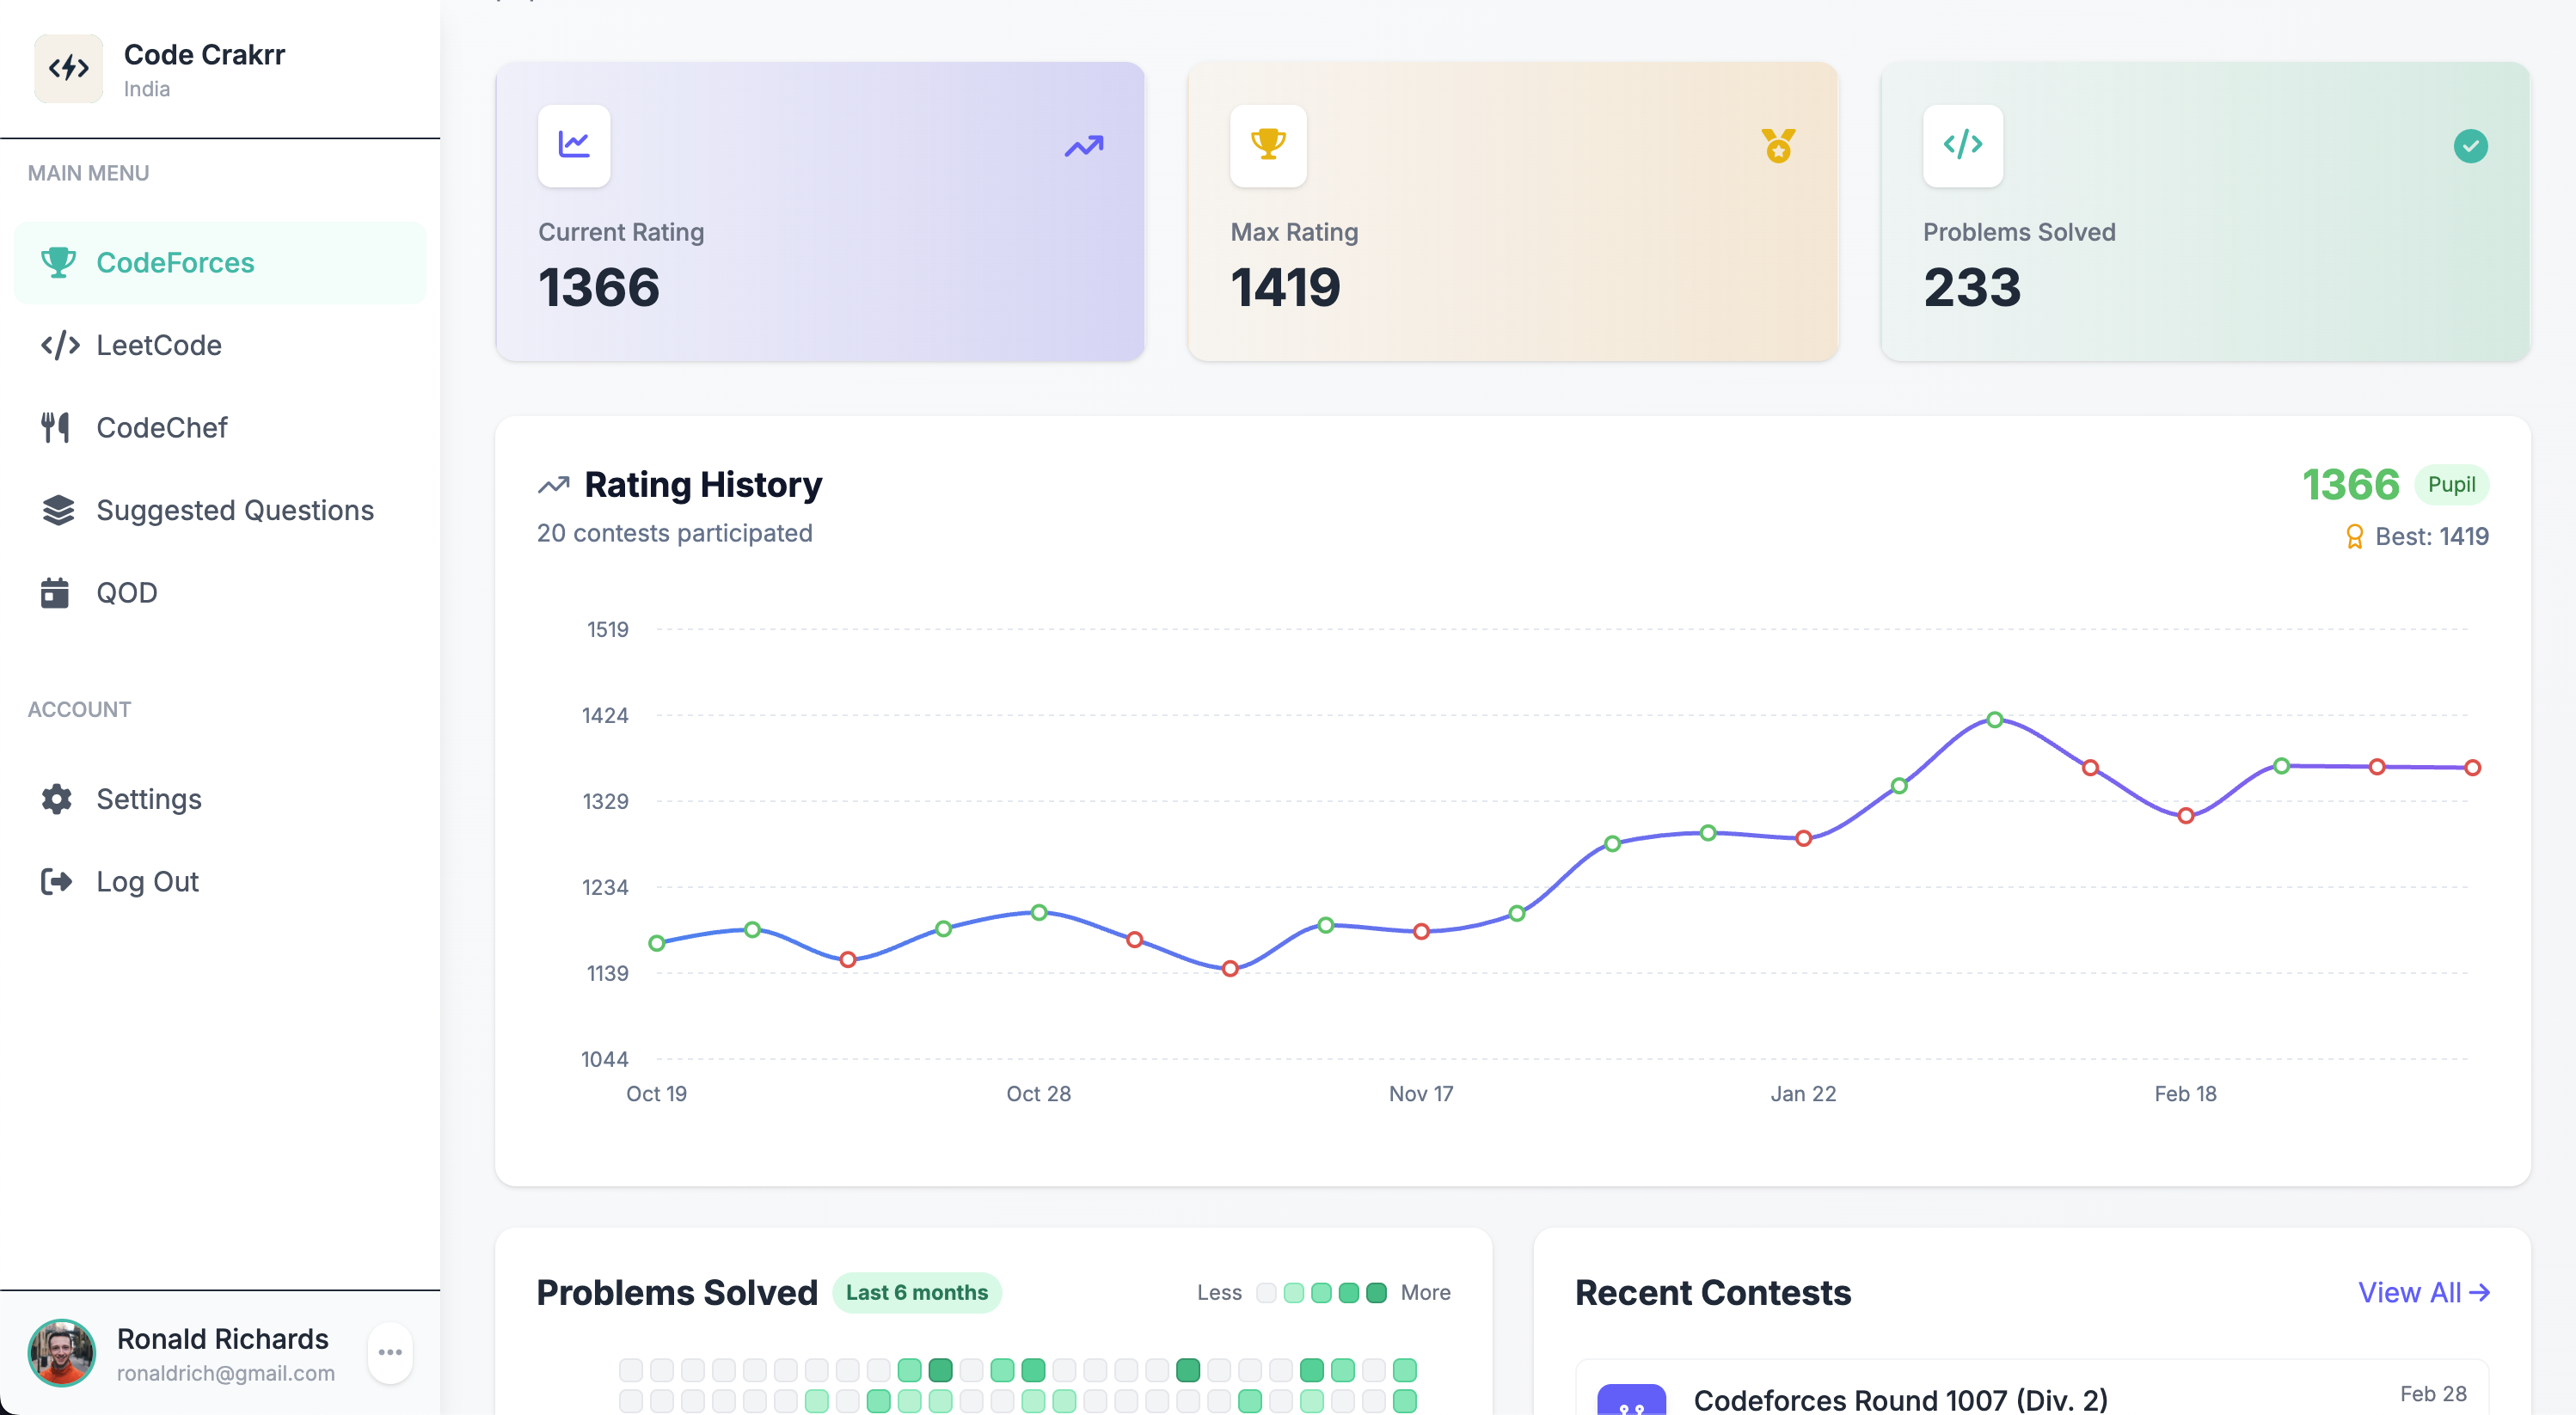 Code Crakrr
India
MAIN MENU
CodeForces
LeetCode
CodeChef
Suggested Questions
QOD
ACCOUNT
Settings
Log Out
Ronald Richards
ronaldrich@gmail.com
Current Rating
1366
Max Rating
1419
Problems Solved
233
Rating History
20 contests participated
1366 Pupil
Best: 1419
1519
1424
1329
1234
1139
1044
Oct 19 Oct 28 Nov 17 Jan 22 Feb 18
Problems Solved Last 6 months Less More
Recent Contests View All
Codeforces Round 1007 (Div. 2) Feb 28